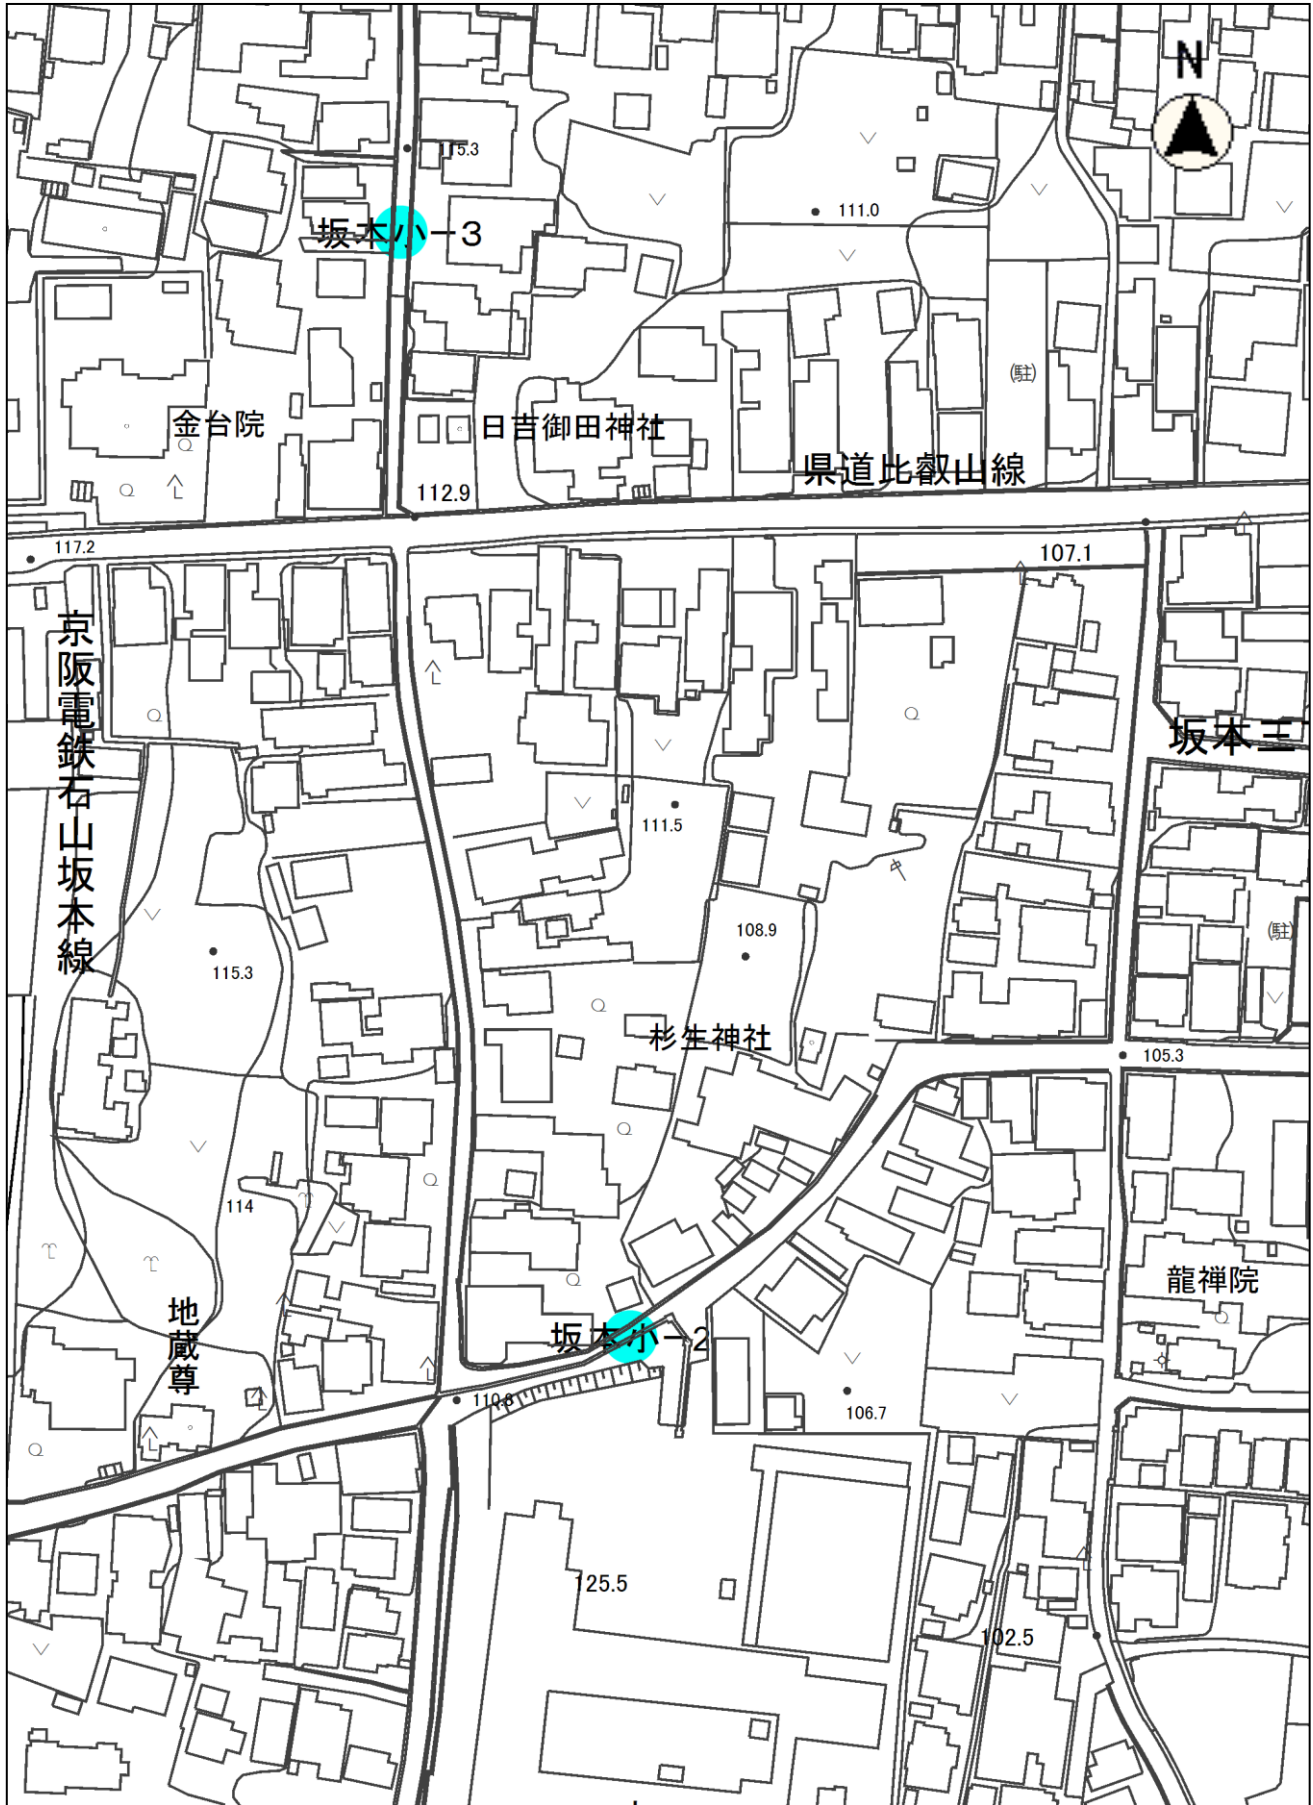 N
115.3
坂本小-3
111.0
(駐)
金台院
日吉御田神社
県道比叡山線
112.9
117.2
107.1
京阪電鉄石山坂本線
坂本三
111.5
108.9
(駐)
115.3
杉生神社
105.3
114
龍禅院
地蔵尊
坂本小-2
110.8
106.7
125.5
102.5